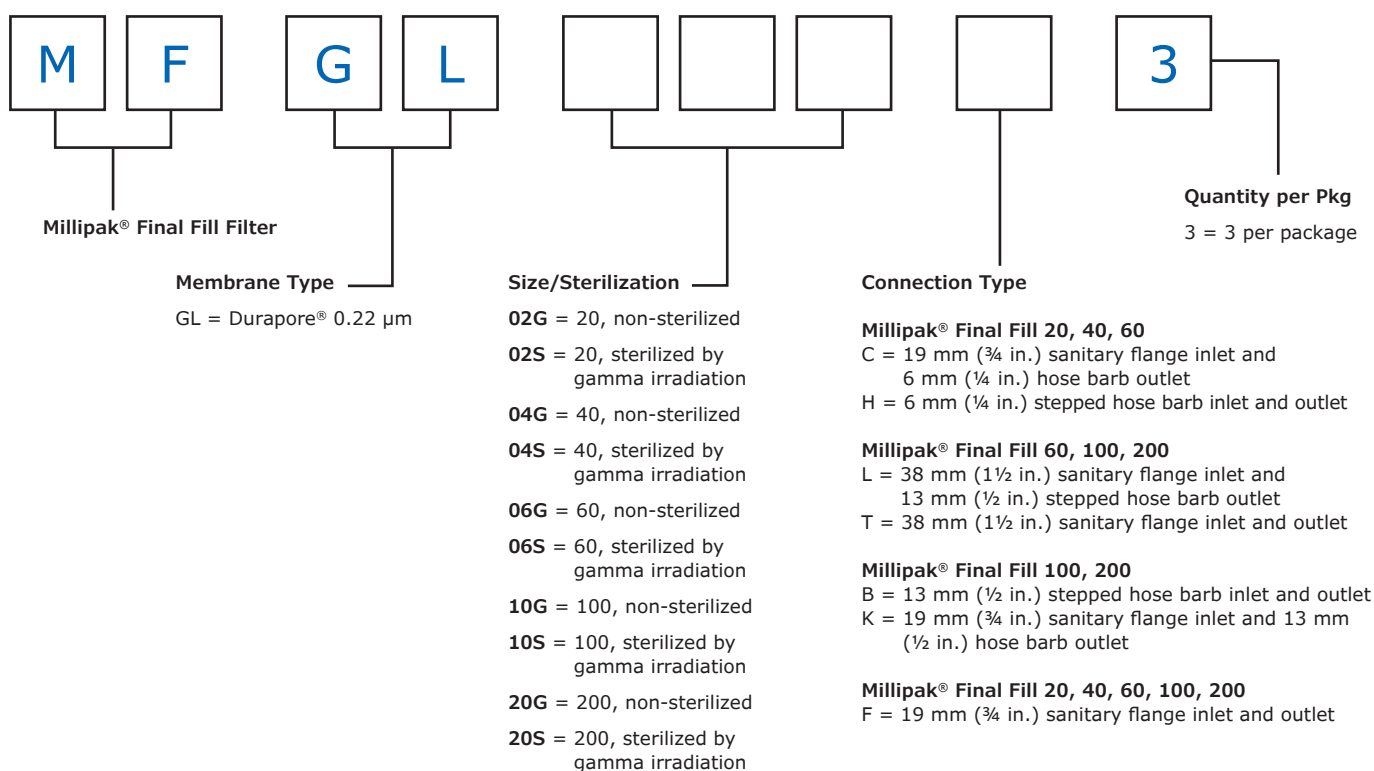 M F G L 3
Quantity per Pkg
3 = 3 per package
Millipak® Final Fill Filter
Membrane Type
GL = Durapore® 0.22 µm
Size/Sterilization
02G = 20, non-sterilized
02S = 20, sterilized by
gamma irradiation
04G = 40, non-sterilized
04S = 40, sterilized by
gamma irradiation
06G = 60, non-sterilized
06S = 60, sterilized by
gamma irradiation
10G = 100, non-sterilized
10S = 100, sterilized by
gamma irradiation
20G = 200, non-sterilized
20S = 200, sterilized by
gamma irradiation
Connection Type
Millipak® Final Fill 20, 40, 60
C = 19 mm (¾ in.) sanitary flange inlet and
6 mm (¼ in.) hose barb outlet
H = 6 mm (¼ in.) stepped hose barb inlet and outlet
Millipak® Final Fill 60, 100, 200
L = 38 mm (1½ in.) sanitary flange inlet and
13 mm (½ in.) stepped hose barb outlet
T = 38 mm (1½ in.) sanitary flange inlet and outlet
Millipak® Final Fill 100, 200
B = 13 mm (½ in.) stepped hose barb inlet and outlet
K = 19 mm (¾ in.) sanitary flange inlet and 13 mm
(½ in.) hose barb outlet
Millipak® Final Fill 20, 40, 60, 100, 200
F = 19 mm (¾ in.) sanitary flange inlet and outlet